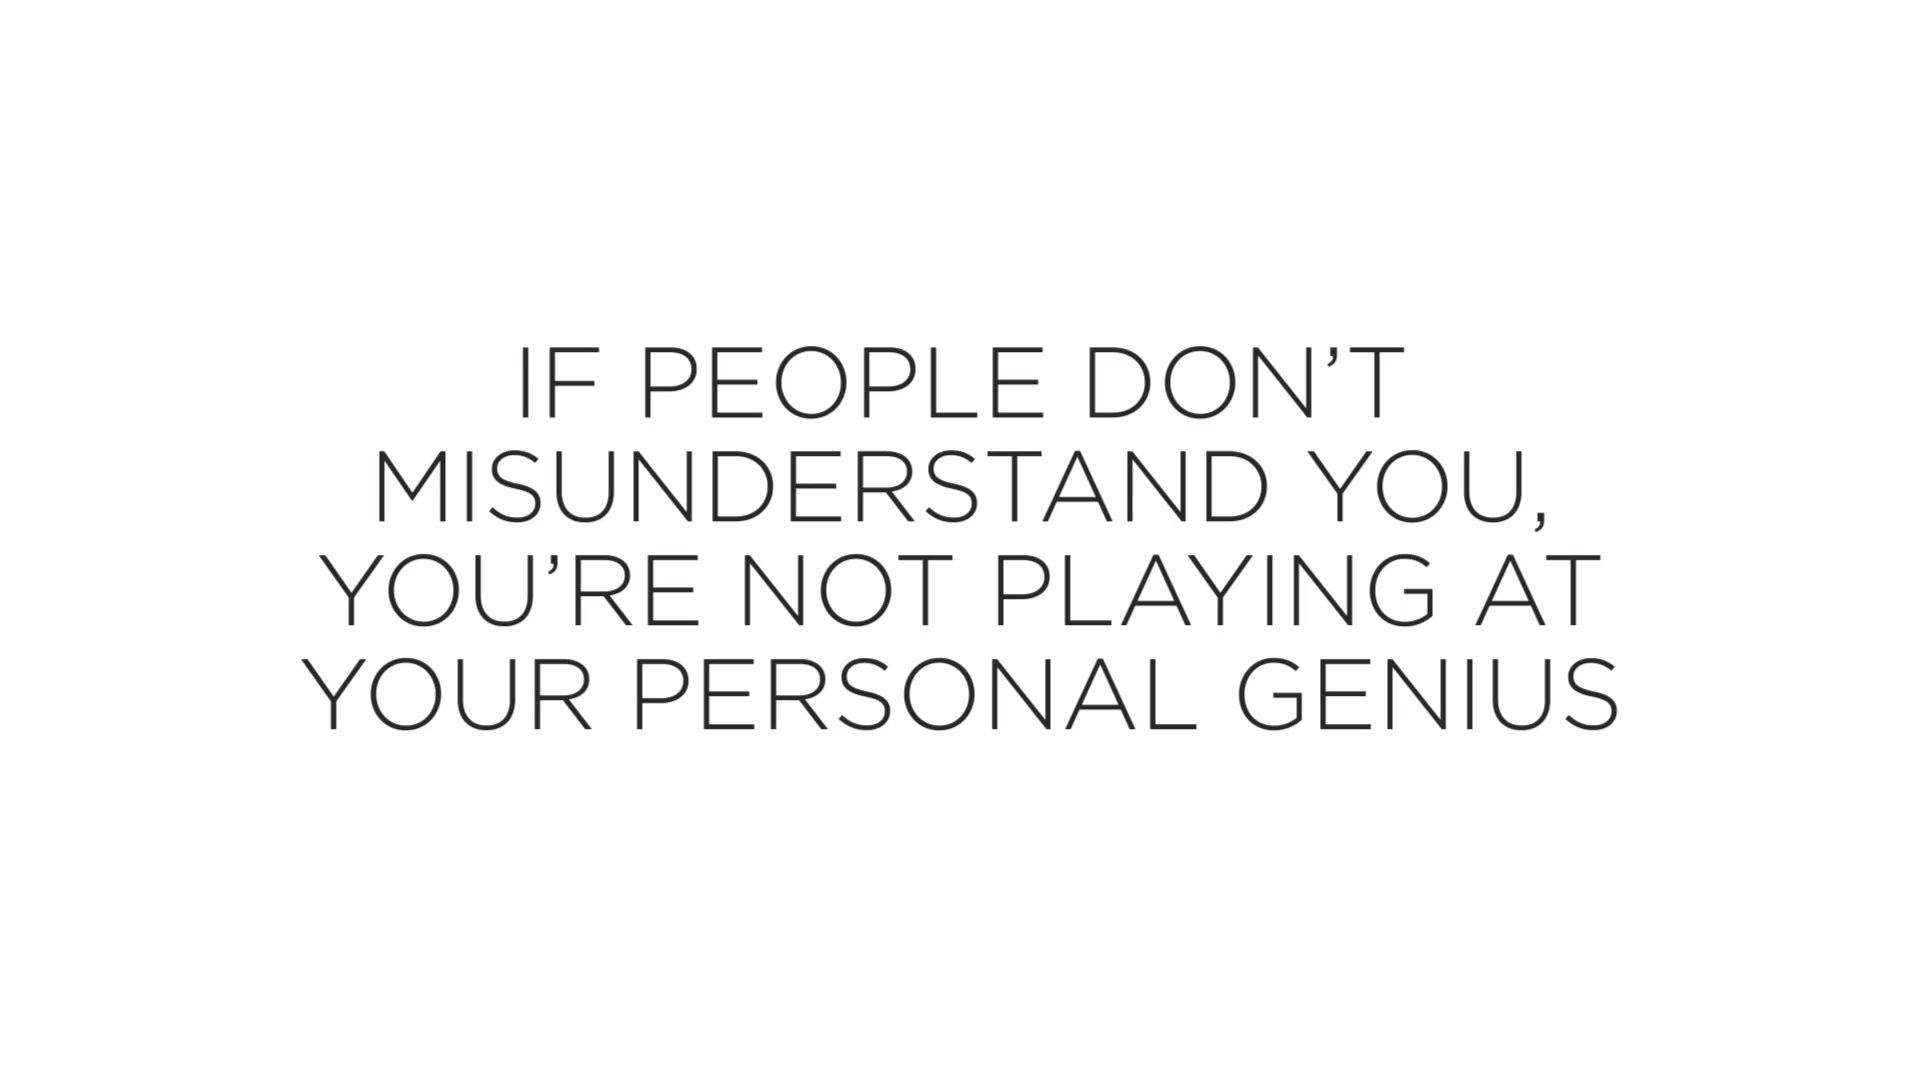 IF PEOPLE DON’T
MISUNDERSTAND YOU,
YOU’RE NOT PLAYING AT
YOUR PERSONAL GENIUS